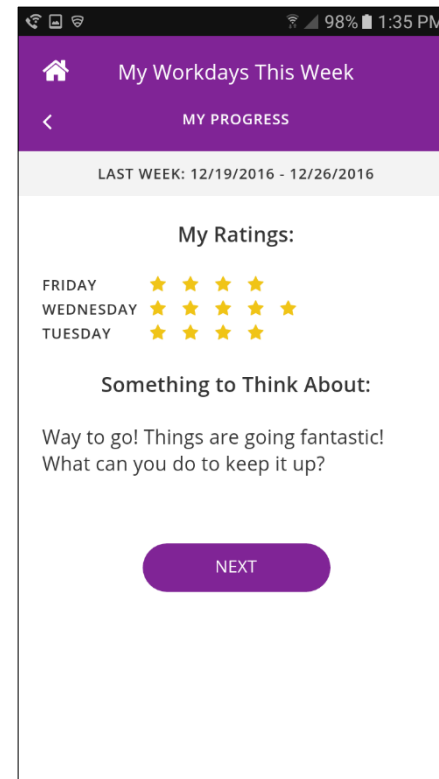 98% 1:35 PM
My Workdays This Week
MY PROGRESS
LAST WEEK: 12/19/2016 - 12/26/2016
My Ratings:
FRIDAY
WEDNESDAY
TUESDAY
Something to Think About:
Way to go! Things are going fantastic!
What can you do to keep it up?
NEXT